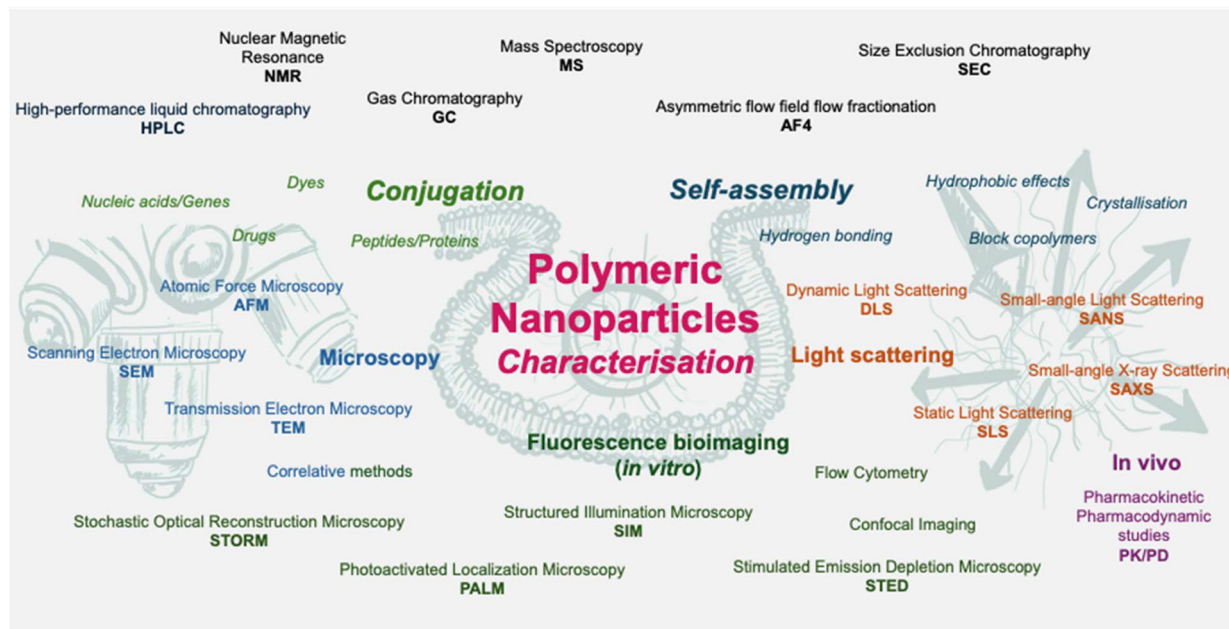 Nuclear Magnetic
Resonance
NMR
Mass Spectroscopy
MS
Size Exclusion Chromatography
SEC
High-performance liquid chromatography
HPLC
Gas Chromatography
GC
Asymmetric flow field flow fractionation
AF4
Conjugation
Dyes
Nucleic acids/Genes
Drugs
Peptides/Proteins
Self-assembly
Hydrophobic effects
Crystallisation
Hydrogen bonding
Block copolymers
Polymeric
Nanoparticles
Characterisation
Atomic Force Microscopy
AFM
Scanning Electron Microscopy
SEM
Microscopy
Transmission Electron Microscopy
TEM
Correlative methods
Dynamic Light Scattering
DLS
Small-angle Light Scattering
SANS
Light scattering
Small-angle X-ray Scattering
SAXS
Static Light Scattering
SLS
Fluorescence bioimaging
(in vitro)
Flow Cytometry
Stochastic Optical Reconstruction Microscopy
STORM
Structured Illumination Microscopy
SIM
Confocal Imaging
Photoactivated Localization Microscopy
PALM
Stimulated Emission Depletion Microscopy
STED
In vivo
Pharmacokinetic
Pharmacodynamic
studies
PK/PD